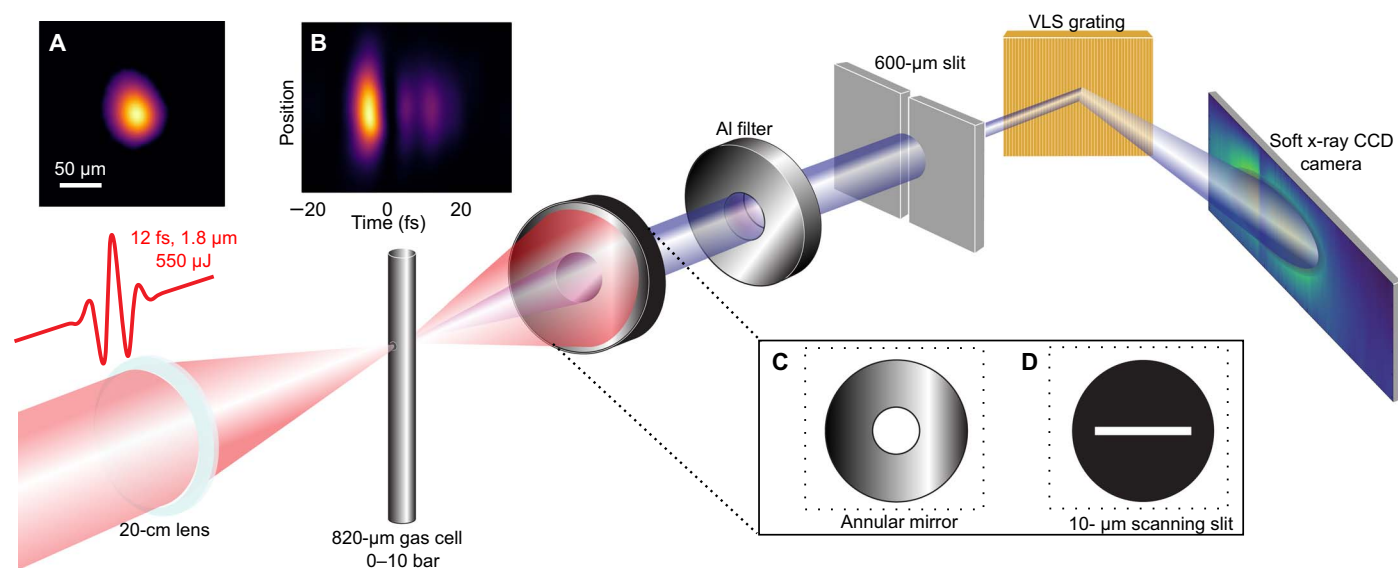 A
50 µm
B
Position
−20
0
20
Time (fs)
12 fs, 1.8 µm
550 µJ
20-cm lens
820-µm gas cell
0–10 bar
Al filter
600-µm slit
VLS grating
Soft x-ray CCD
camera
C
Annular mirror
D
10- µm scanning slit